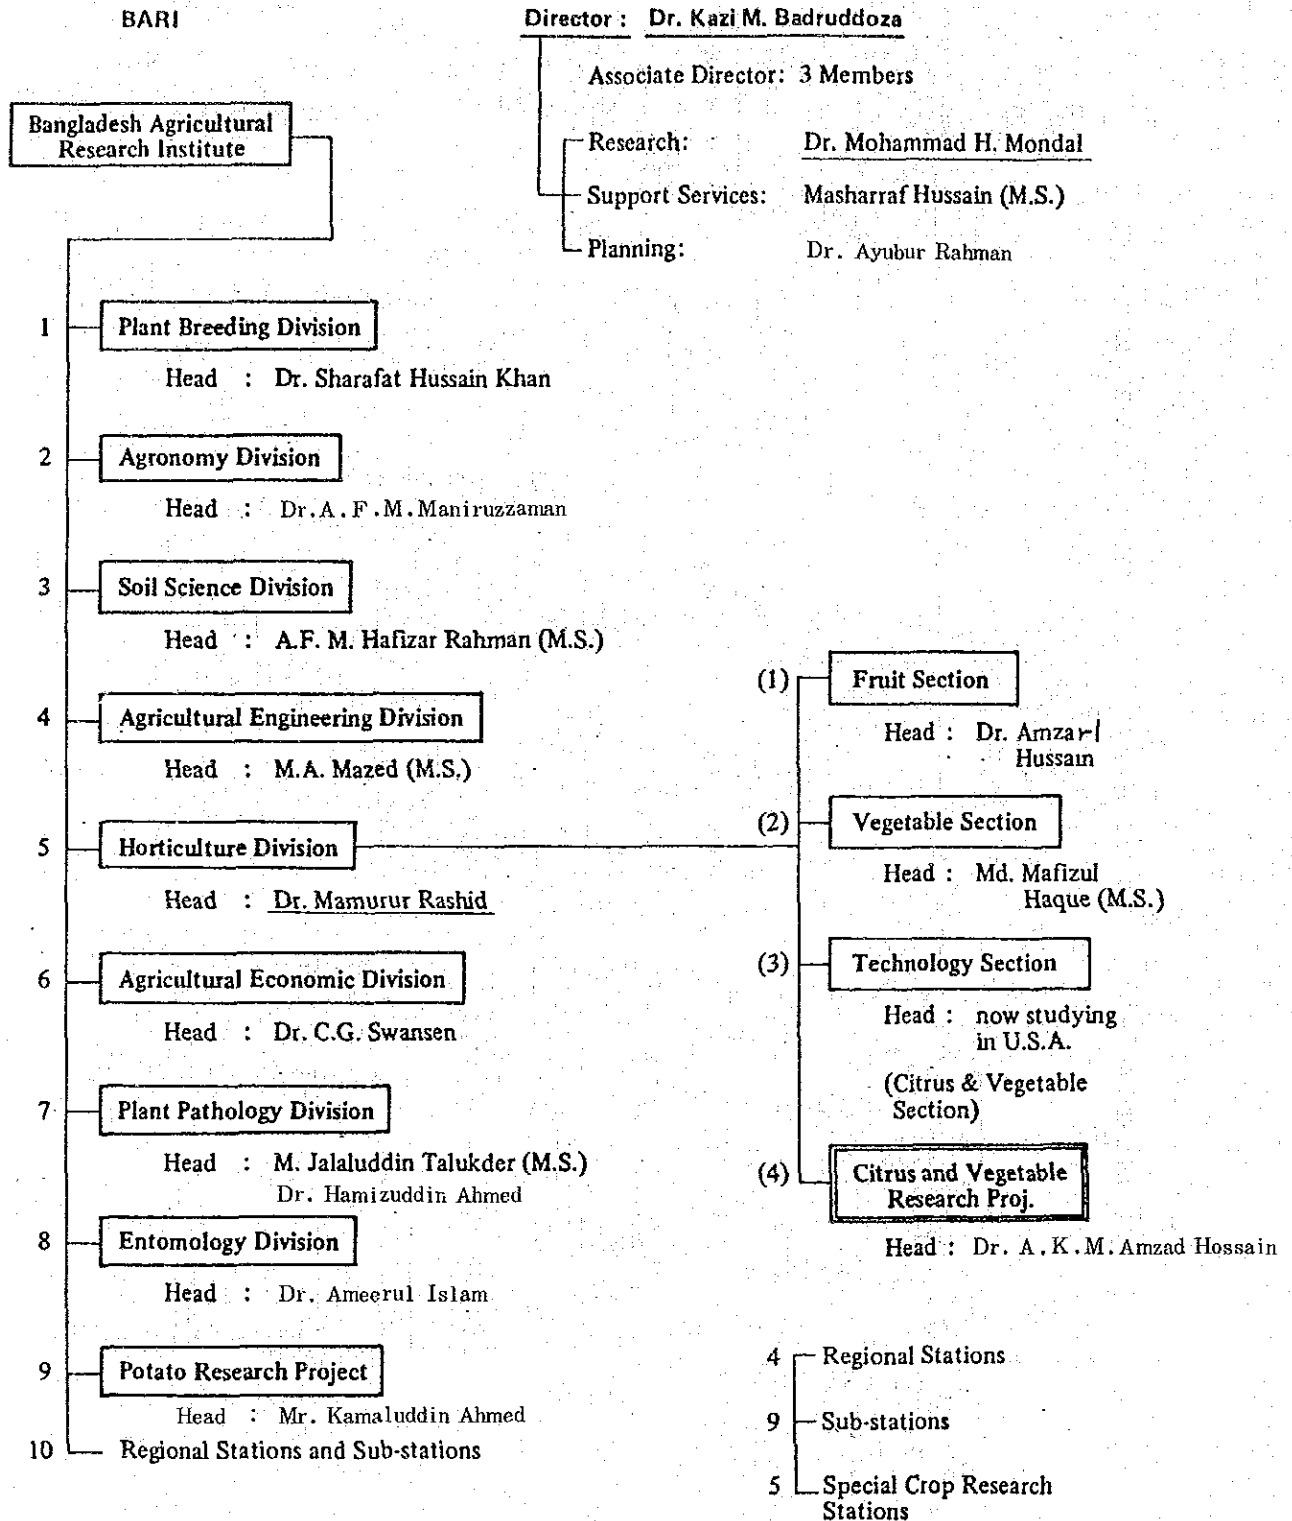 BARI
Director : Dr. Kazi M. Badruddoza
Associate Director: 3 Members
Bangladesh Agricultural
Research Institute
Research: Dr. Mohammad H. Mondal
Support Services: Masharraf Hussain (M.S.)
Planning: Dr. Ayubur Rahman
1 Plant Breeding Division
Head : Dr. Sharafat Hussain Khan
2 Agronomy Division
Head : Dr.A.F.M.Maniruzzaman
3 Soil Science Division
Head : A.F. M. Hafizar Rahman (M.S.)
4 Agricultural Engineering Division
Head : M.A. Mazed (M.S.)
5 Horticulture Division
Head : Dr. Mamurur Rashid
6 Agricultural Economic Division
Head : Dr. C.G. Swansen
7 Plant Pathology Division
Head : M. Jalaluddin Talukder (M.S.)
Dr. Hamizuddin Ahmed
8 Entomology Division
Head : Dr. Ameerul Islam
9 Potato Research Project
Head : Mr. Kamaluddin Ahmed
10 Regional Stations and Sub-stations
(1) Fruit Section
Head : Dr.
Hussain
(2) Vegetable Section
Head : Md. Mafizul
Haque (M.S.)
(3) Technology Section
Head : now studying
in U.S.A.
(Citrus & Vegetable
Section)
(4) Citrus and Vegetable
Research Proj.
Head : Dr. A.K.M.Amzad Hossain
4 Regional Stations
9 Sub-stations
5 Special Crop Research
Stations